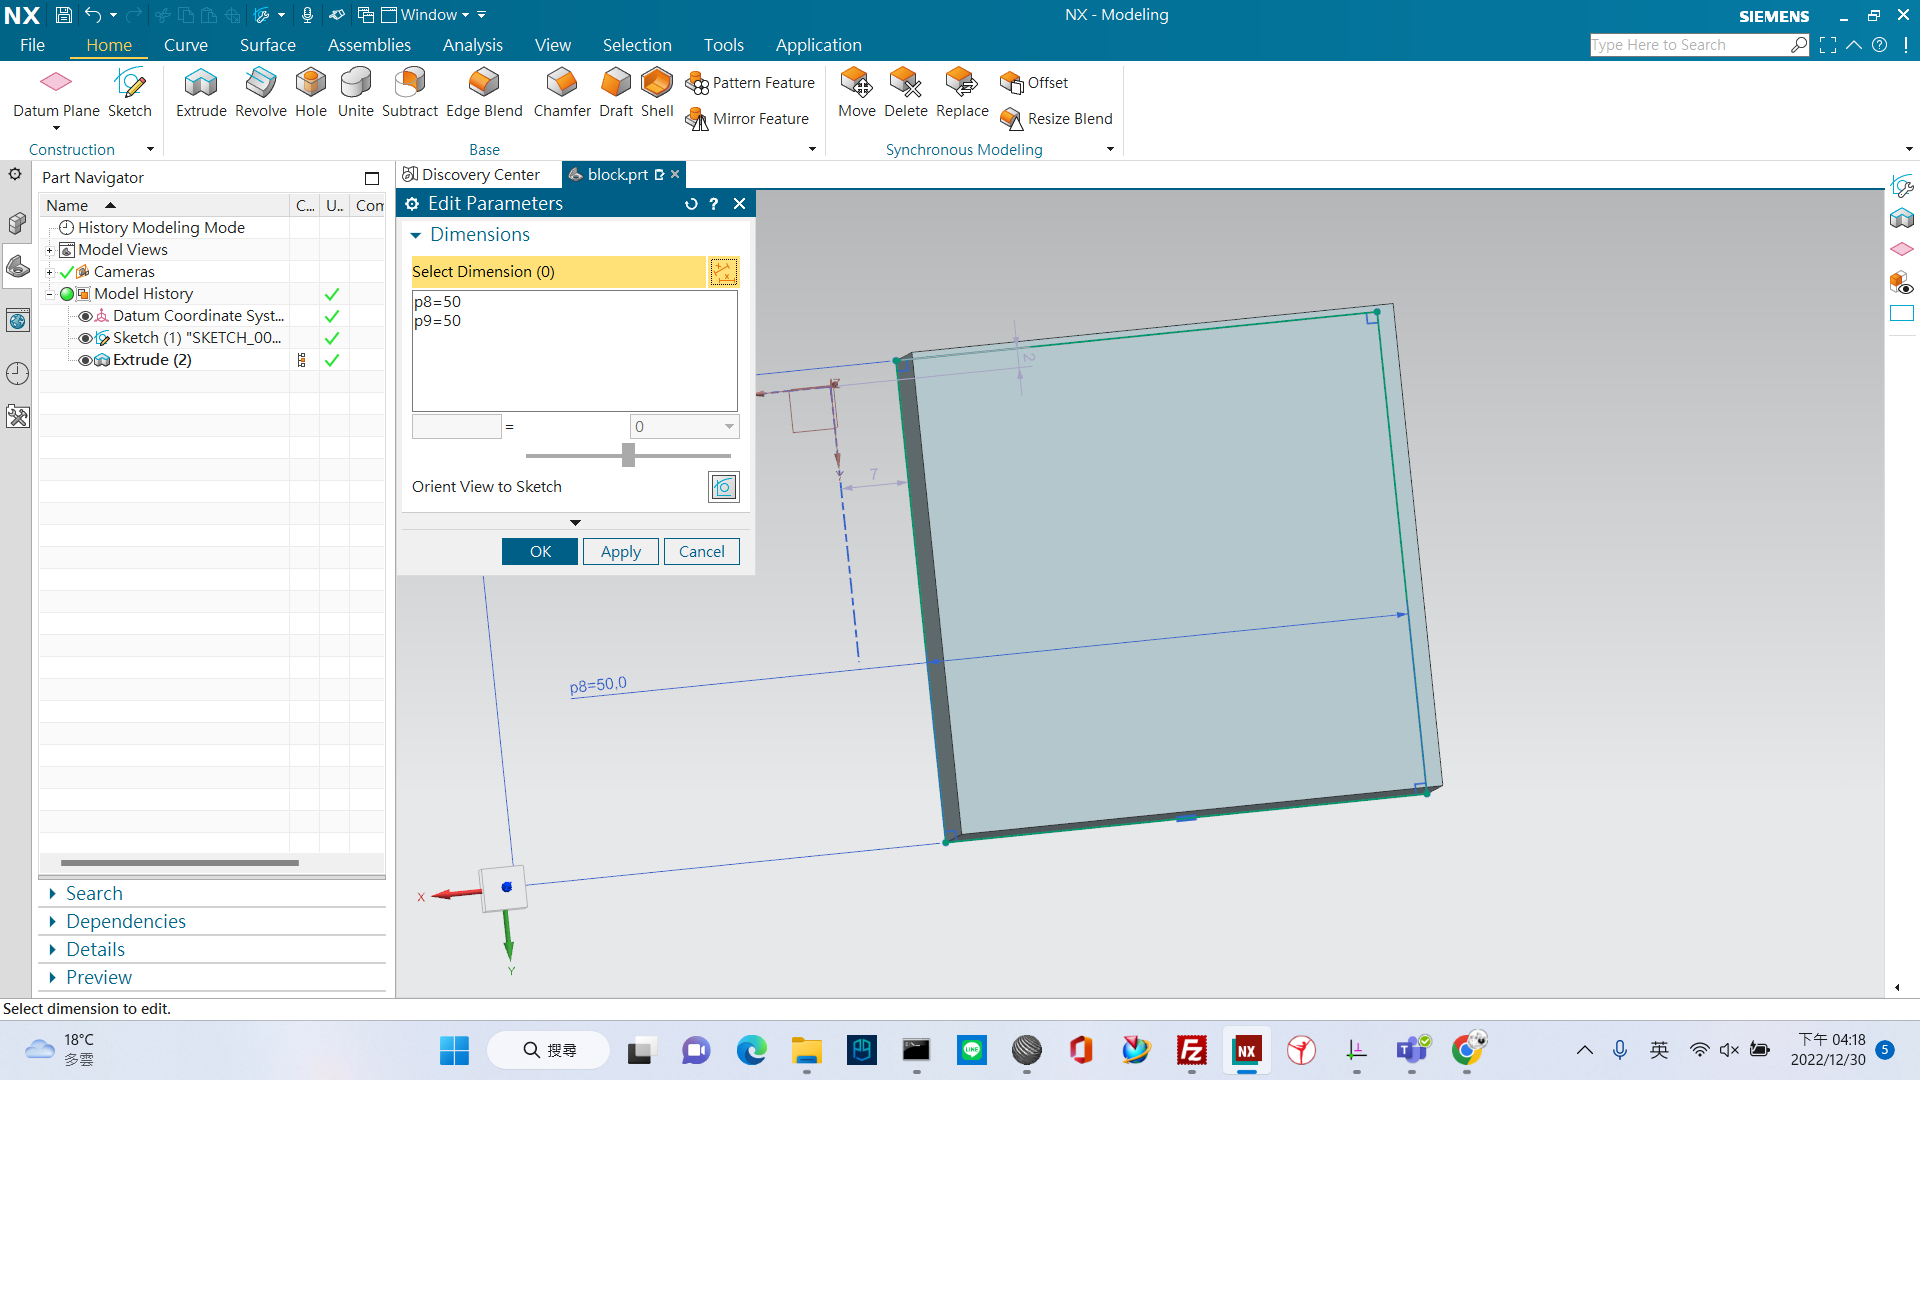 NX
Window
NX - Modeling
SIEMENS
File
Home
Curve
Surface
Assemblies
Analysis
View
Selection
Tools
Application
Type Here to Search
Datum Plane
Sketch
Extrude
Revolve
Hole
Unite
Subtract
Edge Blend
Chamfer
Draft
Shell
Pattern Feature
Mirror Feature
Move
Delete
Replace
Offset
Resize Blend
Construction
Base
Synchronous Modeling
Part Navigator
Discovery Center
block.prt
Name
C...
U..
Com
History Modeling Mode
Model Views
Cameras
Model History
Datum Coordinate Syst...
Sketch (1) "SKETCH_00...
Extrude (2)
Edit Parameters
Dimensions
Select Dimension (0)
p8=50
p9=50
=
0
Orient View to Sketch
OK
Apply
Cancel
2
7
p8=50,0
X
Y
Search
Dependencies
Details
Preview
Select dimension to edit.
18°C
多雲
搜尋
LINE
NX
英
下午 04:18
2022/12/30
5